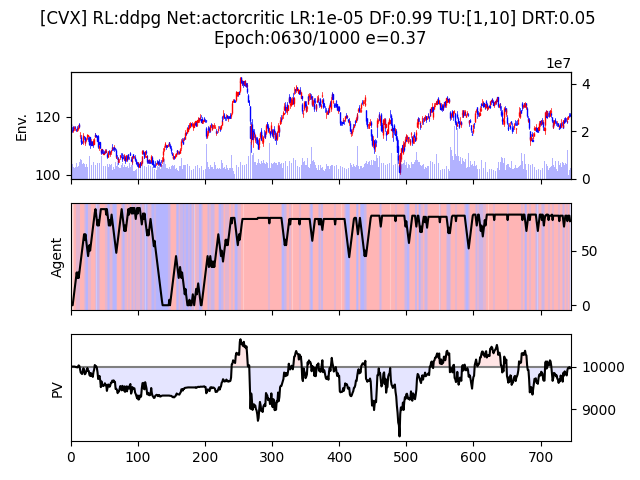 [CVX] RL:ddpg Net:actorcritic LR:1e-05 DF:0.99 TU:[1,10] DRT:0.05
Epoch:0630/1000 e=0.37
1e7
Env.
120
100
4
2
0
Agent
50
0
PV
10000
9000
0 100 200 300 400 500 600 700